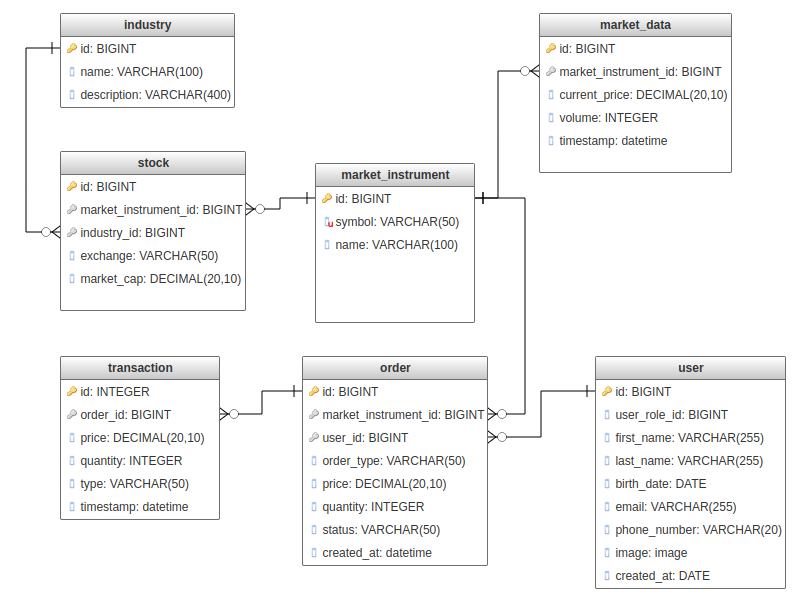 industry
id: BIGINT
name: VARCHAR(100)
description: VARCHAR(400)
market_data
id: BIGINT
market_instrument_id: BIGINT
current_price: DECIMAL(20,10)
volume: INTEGER
timestamp: datetime
stock
id: BIGINT
market_instrument_id: BIGINT
industry_id: BIGINT
exchange: VARCHAR(50)
market_cap: DECIMAL(20,10)
market_instrument
id: BIGINT
symbol: VARCHAR(50)
name: VARCHAR(100)
transaction
id: INTEGER
order_id: BIGINT
price: DECIMAL(20,10)
quantity: INTEGER
type: VARCHAR(50)
timestamp: datetime
order
id: BIGINT
market_instrument_id: BIGINT
user_id: BIGINT
order_type: VARCHAR(50)
price: DECIMAL(20,10)
quantity: INTEGER
status: VARCHAR(50)
created_at: datetime
user
id: BIGINT
user_role_id: BIGINT
first_name: VARCHAR(255)
last_name: VARCHAR(255)
birth_date: DATE
email: VARCHAR(255)
phone_number: VARCHAR(20)
image: image
created_at: DATE